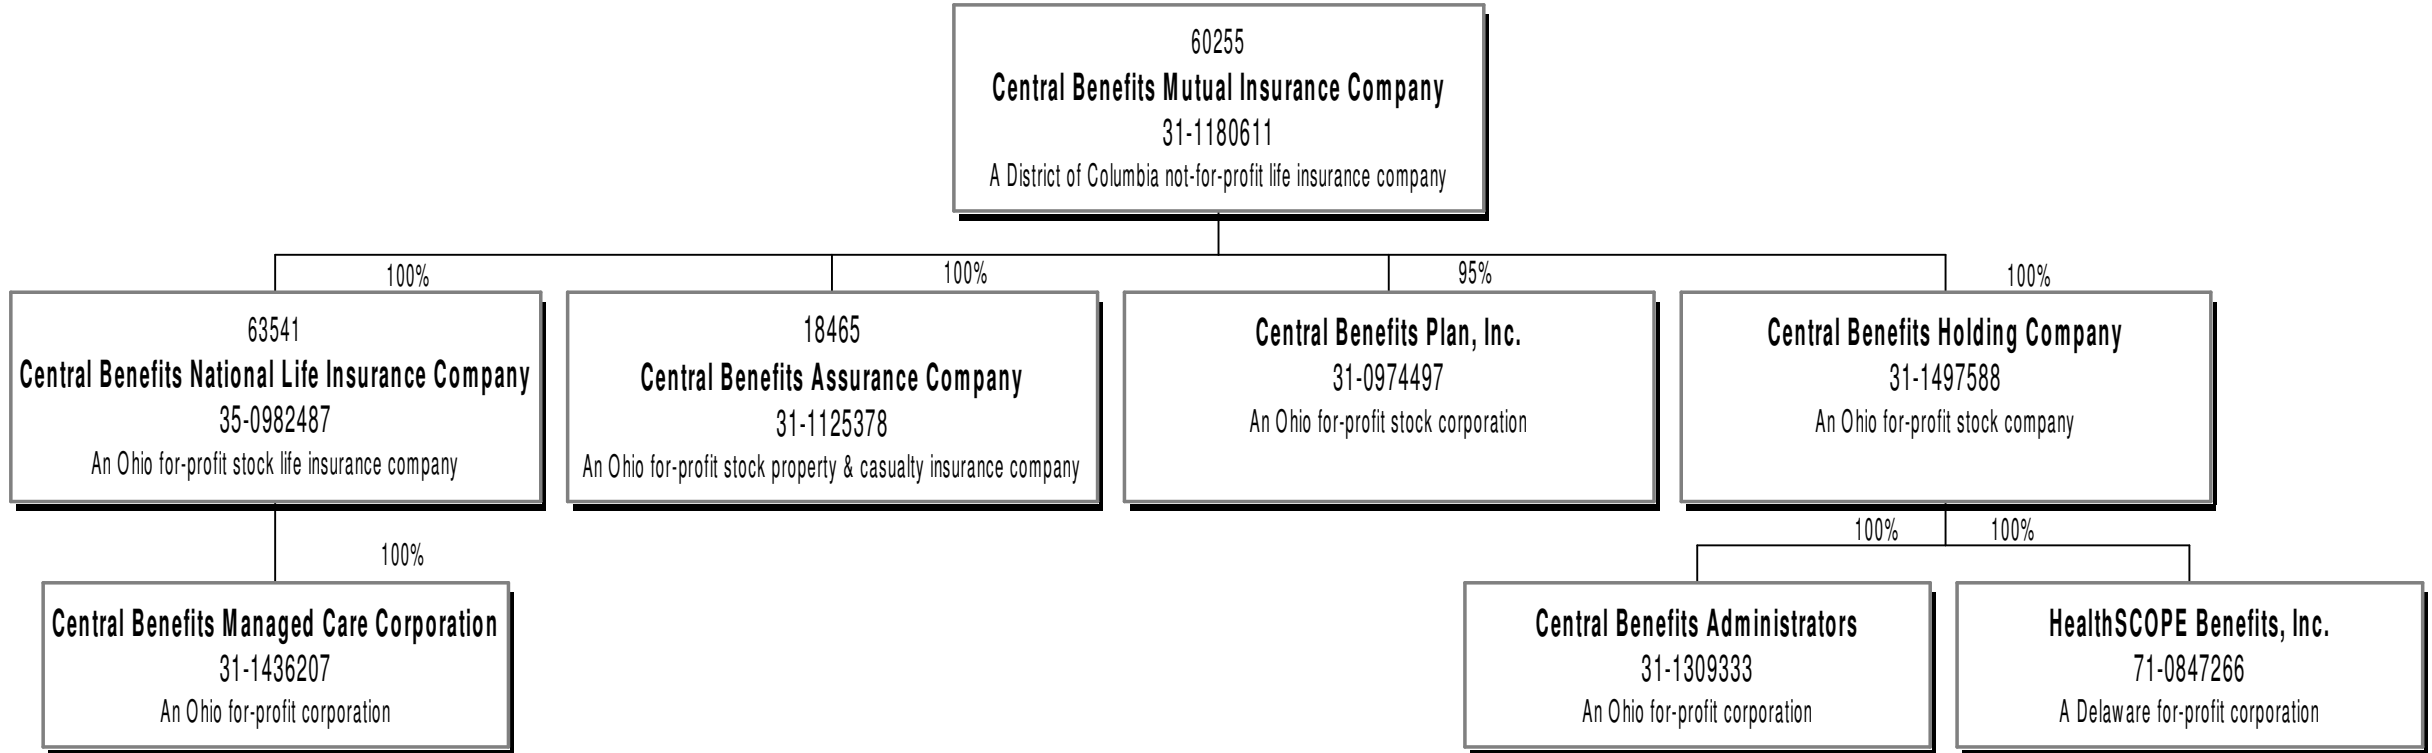 60255
Central Benefits Mutual Insurance Company
31-1180611
A District of Columbia not-for-profit life insurance company
100%
100%
95%
100%
63541
Central Benefits National Life Insurance Company
35-0982487
An Ohio for-profit stock life insurance company
18465
Central Benefits Assurance Company
31-1125378
An Ohio for-profit stock property & casualty insurance company
Central Benefits Plan, Inc.
31-0974497
An Ohio for-profit stock corporation
Central Benefits Holding Company
31-1497588
An Ohio for-profit stock company
100%
100%
100%
Central Benefits Managed Care Corporation
31-1436207
An Ohio for-profit corporation
Central Benefits Administrators
31-1309333
An Ohio for-profit corporation
HealthSCOPE Benefits, Inc.
71-0847266
A Delaware for-profit corporation